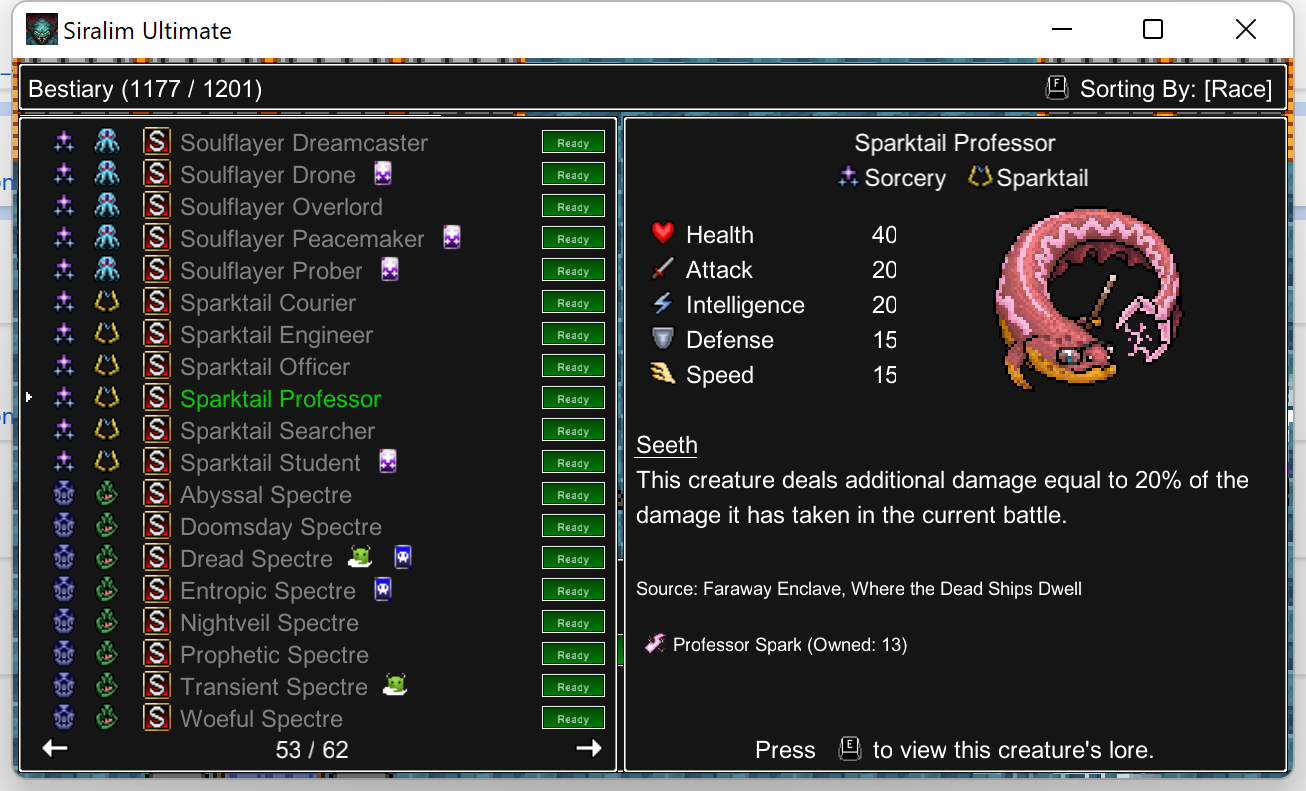 Siralim Ultimate
Bestiary (1177 / 1201)
F Sorting By: [Race]
S Soulflayer Dreamcaster Ready
S Soulflayer Drone Ready
S Soulflayer Overlord Ready
S Soulflayer Peacemaker Ready
S Soulflayer Prober Ready
S Sparktail Courier Ready
S Sparktail Engineer Ready
S Sparktail Officer Ready
S Sparktail Professor Ready
S Sparktail Searcher Ready
S Sparktail Student Ready
S Abyssal Spectre Ready
S Doomsday Spectre Ready
S Dread Spectre Ready
S Entropic Spectre Ready
S Nightveil Spectre Ready
S Prophetic Spectre Ready
S Transient Spectre Ready
S Woeful Spectre Ready
53 / 62
Sparktail Professor
Sorcery Sparktail
Health 40
Attack 20
Intelligence 20
Defense 15
Speed 15
Seeth
This creature deals additional damage equal to 20% of the
damage it has taken in the current battle.
Source: Faraway Enclave, Where the Dead Ships Dwell
Professor Spark (Owned: 13)
Press E to view this creature's lore.